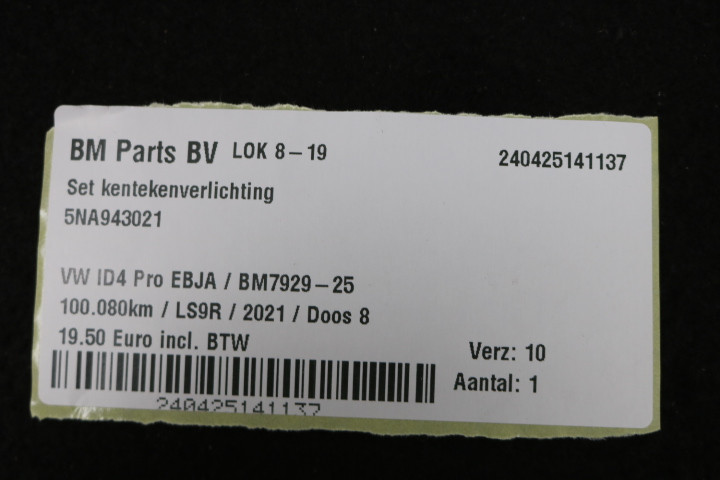 BM Parts BV LOK 8-19 240425141137
Set kentekenverlichting
5NA943021
VW ID4 Pro EBJA / BM7929-25
100.080km / LS9R / 2021 / Doos 8
19.50 Euro incl. BTW
Verz: 10
Aantal: 1
240425141137